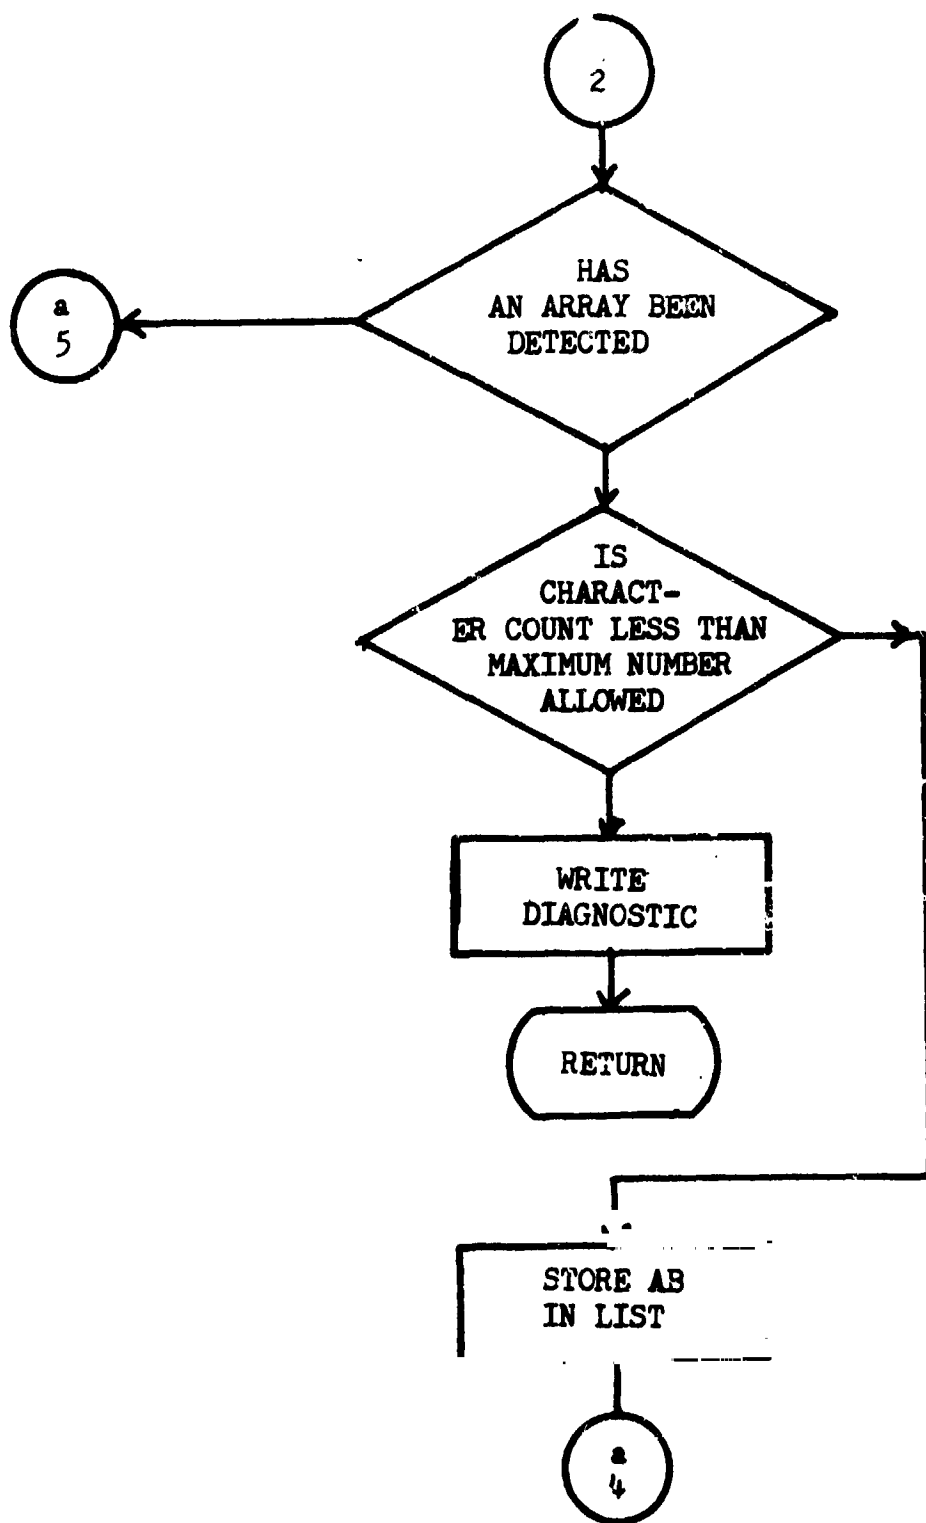 2
HAS
AN ARRAY BEEN
DETECTED
a
5
IS
CHARACT-
ER COUNT LESS THAN
MAXIMUM NUMBER
ALLOWED
WRITE
DIAGNOSTIC
RETURN
STORE AB
IN LIST
a
4